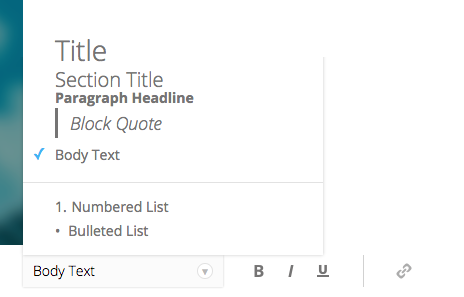 Title
Section Title
Paragraph Headline
Block Quote
Body Text
1. Numbered List
• Bulleted List
Body Text
B I U